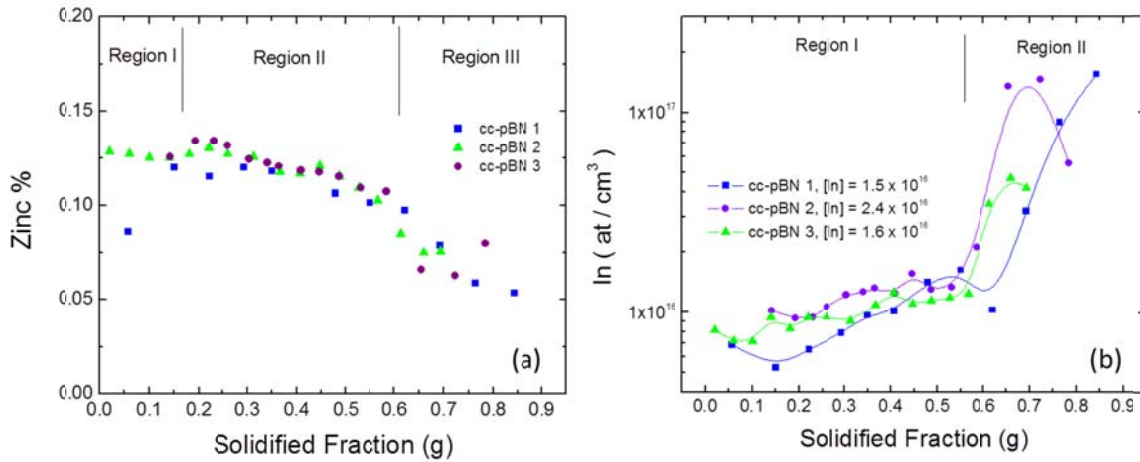 0.20
0.15
0.10
0.05
0.00
Zinc %
Region I
Region II
Region III
cc-pBN 1
cc-pBN 2
cc-pBN 3
(a)
0.0 0.1 0.2 0.3 0.4 0.5 0.6 0.7 0.8 0.9
Solidified Fraction (g)
1x10^17
1x10^16
In ( at / cm^3 )
Region I
Region II
cc-pBN 1, [In] = 1.5 x 10^16
cc-pBN 2, [In] = 2.4 x 10^16
cc-pBN 3, [In] = 1.6 x 10^16
(b)
0.0 0.1 0.2 0.3 0.4 0.5 0.6 0.7 0.8 0.9
Solidified Fraction (g)